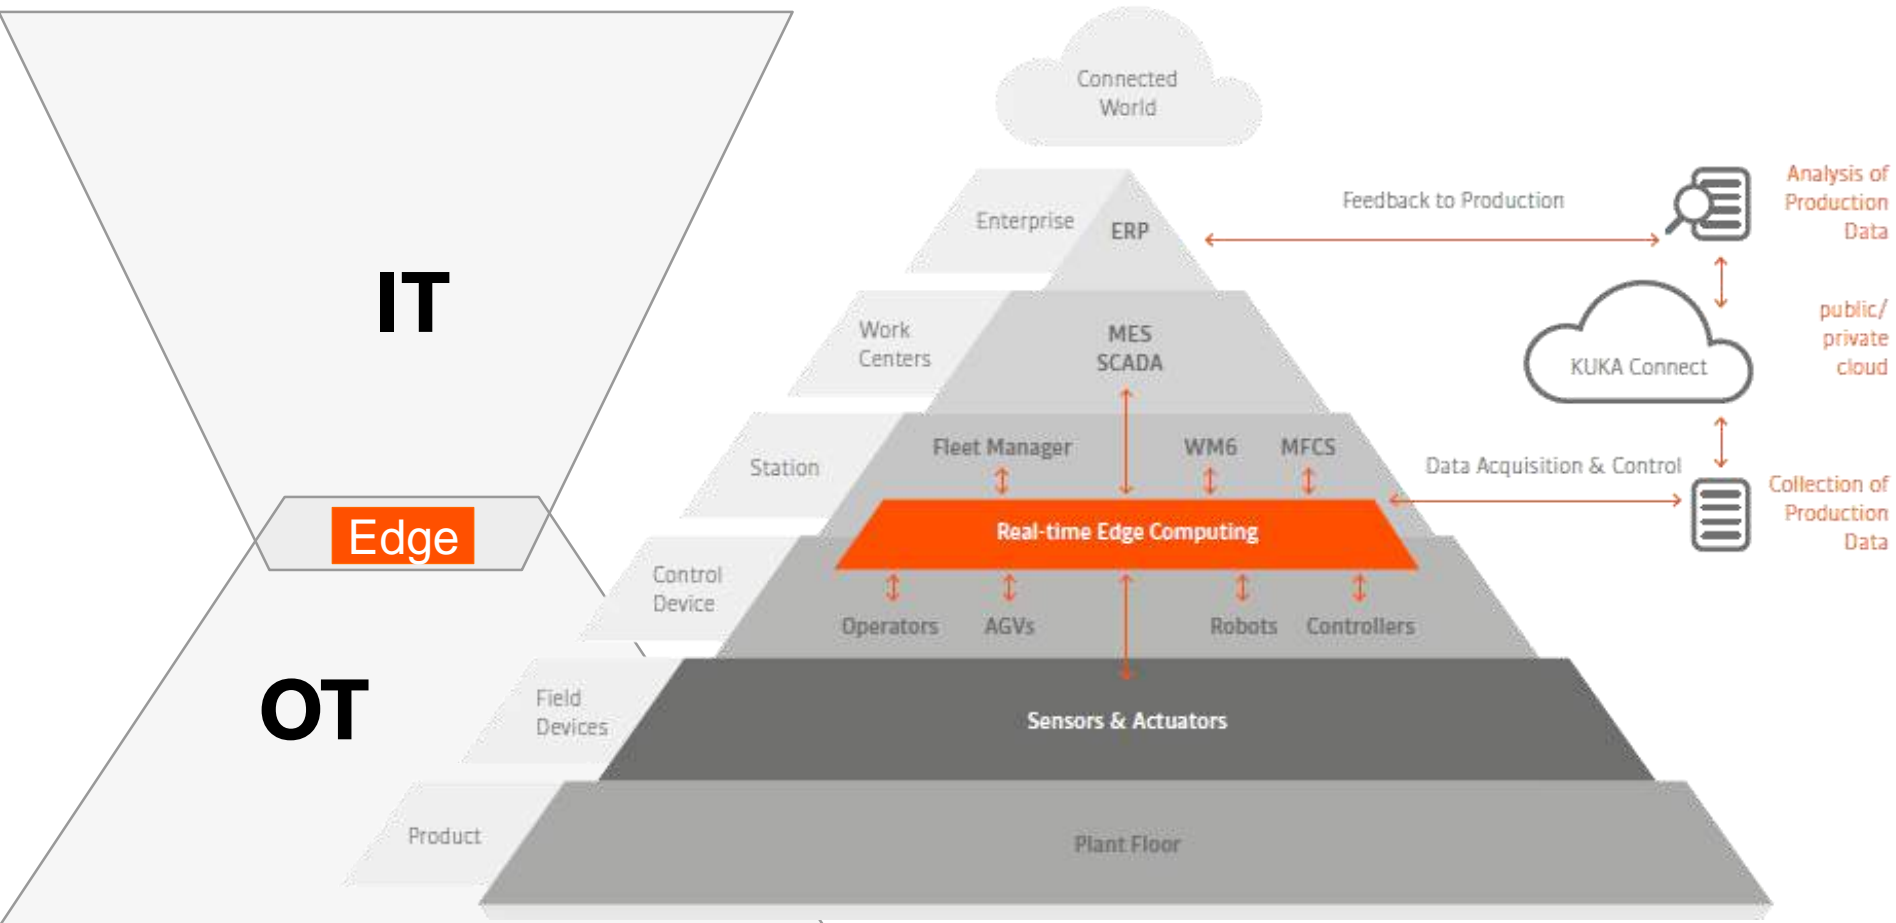 Connected
World
Analysis of
Production
Data
Feedback to Production
Enterprise
ERP
IT
public/
private
cloud
Work
Centers
MES
SCADA
KUKA Connect
Fleet Manager
WM6
MFCS
Station
Data Acquisition & Control
Collection of
Production
Data
Edge
Real-time Edge Computing
Control
Device
Operators
AGVs
Robots
Controllers
OT
Field
Devices
Sensors & Actuators
Product
Plant Floor